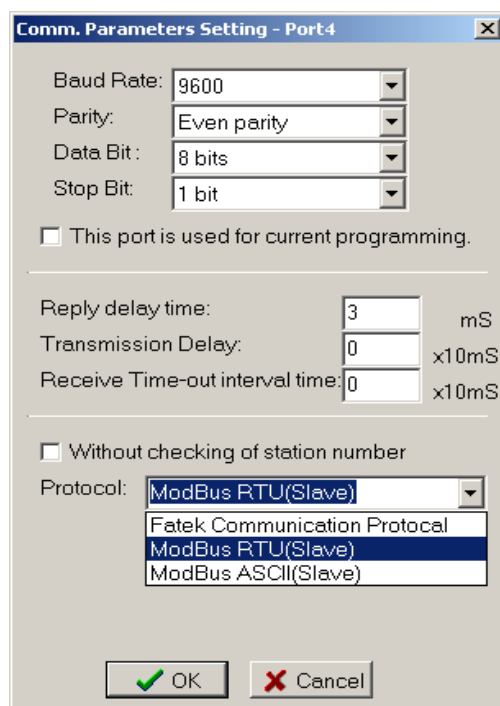 Comm. Parameters Setting - Port4
Baud Rate: 9600
Parity: Even parity
Data Bit : 8 bits
Stop Bit: 1 bit
This port is used for current programming.
Reply delay time: 3 mS
Transmission Delay: 0 x10mS
Receive Time-out interval time: 0 x10mS
Without checking of station number
Protocol: ModBus RTU(Slave)
Fatek Communication Protocal
ModBus RTU(Slave)
ModBus ASCII(Slave)
OK Cancel